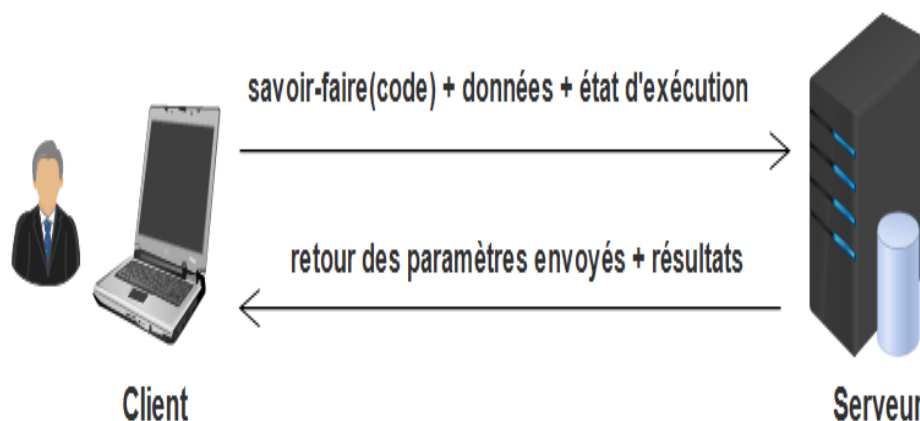 savoir-faire(code) + données + état d'exécution
retour des paramètres envoyés + résultats
Client
Serveur